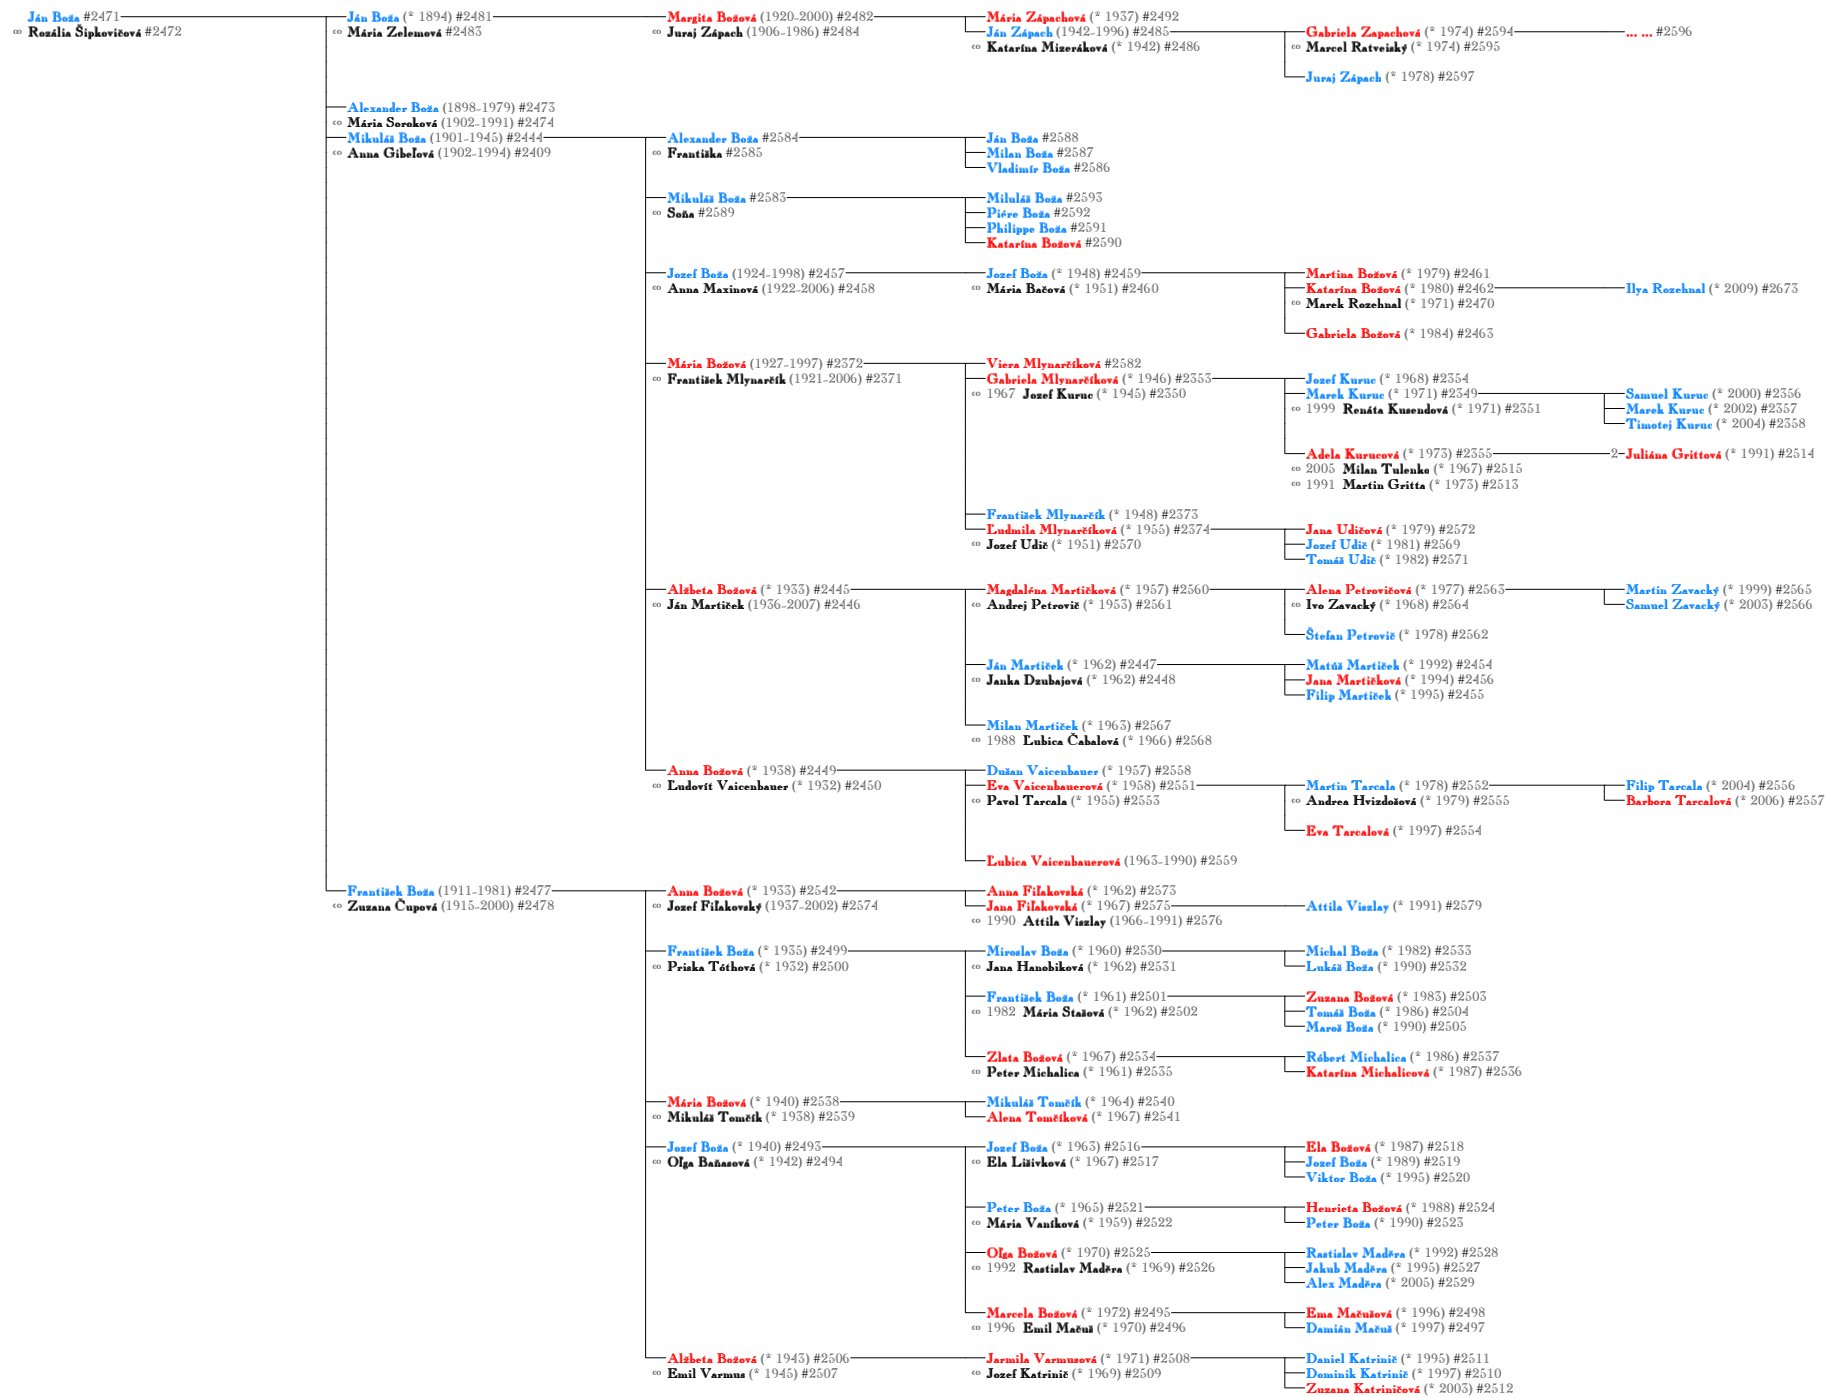 Ján Boža #2471 Ján Boža (* 1894) #2481 Margita Božová (1920-2000) #2482 Mária Zápachová (* 1937) #2492
∞ Rozália Šipkovičová #2472 ∞ Mária Zelemová #2483 ∞ Juraj Zápach (1906-1986) #2484 Ján Zápach (1942-1996) #2485 Gabriela Zapachová (* 1974) #2594 ... ... #2596
∞ Katarína Mizeráková (* 1942) #2486 ∞ Marcel Ratvejský (* 1974) #2595
Juraj Zápach (* 1978) #2597
Alexander Boža (1898-1979) #2473
∞ Mária Soroková (1902-1991) #2474
Mikuláš Boža (1901-1945) #2444 Alexander Boža #2584 Ján Boža #2588
∞ Anna Gibeľová (1902-1994) #2409 ∞ Františka #2585 Milan Boža #2587
Vladimír Boža #2586
Mikuláš Boža #2583 Miluláš Boža #2593
∞ Soňa #2589 Piére Boža #2592
Philippe Boža #2591
Katarína Božová #2590
Jozef Boža (1924-1998) #2457 Jozef Boža (* 1948) #2459 Martina Božová (* 1979) #2461
∞ Anna Maxinová (1922-2006) #2458 ∞ Mária Bačová (* 1951) #2460 Katarína Božová (* 1980) #2462 Ilya Rozehnal (* 2009) #2673
∞ Marek Rozehnal (* 1971) #2470
Gabriela Božová (* 1984) #2463
Mária Božová (1927-1997) #2372 Viera Mlynarčíková #2582
∞ František Mlynarčík (1921-2006) #2371 Gabriela Mlynarčíková (* 1946) #2353 Jozef Kuruc (* 1968) #2354
∞ 1967 Jozef Kuruc (* 1945) #2350 Marek Kuruc (* 1971) #2349 Samuel Kuruc (* 2000) #2356
∞ 1999 Renáta Kusendová (* 1971) #2351 Marek Kuruc (* 2002) #2357
Timotej Kuruc (* 2004) #2358
Adela Kurucová (* 1973) #2355 2 Juliána Grittová (* 1991) #2514
∞ 2005 Milan Tulenko (* 1967) #2515
∞ 1991 Martin Gritta (* 1973) #2513
František Mlynarčík (* 1948) #2373
Ľudmila Mlynarčíková (* 1955) #2374 Jana Udičová (* 1979) #2572
∞ Jozef Udič (* 1951) #2570 Jozef Udič (* 1981) #2569
Tomáš Udič (* 1982) #2571
Alžbeta Božová (* 1933) #2445 Magdaléna Martičková (* 1957) #2560 Alena Petrovičová (* 1977) #2563 Martin Zavacký (* 1999) #2565
∞ Ján Martiček (1936-2007) #2446 ∞ Andrej Petrovič (* 1953) #2561 ∞ Ivo Zavacký (* 1968) #2564 Samuel Zavacký (* 2003) #2566
Štefan Petrovič (* 1978) #2562
Ján Martiček (* 1962) #2447 Matúš Martiček (* 1992) #2454
∞ Janka Dzubajová (* 1962) #2448 Jana Martičková (* 1994) #2456
Filip Martiček (* 1995) #2455
Milan Martiček (* 1963) #2567
∞ 1988 Ľubica Čabalová (* 1966) #2568
Anna Božová (* 1938) #2449 Dušan Vaicenbauer (* 1957) #2558
∞ Ľudovít Vaicenbauer (* 1932) #2450 Eva Vaicenbauerová (* 1958) #2551 Martin Tarcala (* 1978) #2552 Filip Tarcala (* 2004) #2556
∞ Pavol Tarcala (* 1955) #2553 ∞ Andrea Hvizdošová (* 1979) #2555 Barbora Tarcalová (* 2006) #2557
Eva Tarcalová (* 1997) #2554
Ľubica Vaicenbauerová (1963-1990) #2559
František Boža (1911-1981) #2477 Anna Božová (* 1933) #2542 Anna Fiľakovská (* 1962) #2573
∞ Zuzana Čupová (1915-2000) #2478 ∞ Jozef Fiľakovský (1937-2002) #2574 Jana Fiľakovská (* 1967) #2575 Attila Viszlay (* 1991) #2579
∞ 1990 Attila Viszlay (1966-1991) #2576
František Boža (* 1935) #2499 Miroslav Boža (* 1960) #2530 Michal Boža (* 1982) #2533
∞ Priska Tóthová (* 1932) #2500 ∞ Jana Hanobiková (* 1962) #2531 Lukáš Boža (* 1990) #2532
František Boža (* 1961) #2501 Zuzana Božová (* 1983) #2503
∞ 1982 Mária Stašová (* 1962) #2502 Tomáš Boža (* 1986) #2504
Maroš Boža (* 1990) #2505
Zlata Božová (* 1967) #2534 Róbert Michalica (* 1986) #2537
∞ Peter Michalica (* 1961) #2535 Katarína Michalicová (* 1987) #2536
Mária Božová (* 1940) #2538 Mikuláš Tomčík (* 1964) #2540
∞ Mikuláš Tomčík (* 1938) #2539 Alena Tomčíková (* 1967) #2541
Jozef Boža (* 1940) #2493 Jozef Boža (* 1963) #2516 Ela Božová (* 1987) #2518
∞ Oľga Baňasová (* 1942) #2494 ∞ Ela Lišivková (* 1967) #2517 Jozef Boža (* 1989) #2519
Viktor Boža (* 1995) #2520
Peter Boža (* 1965) #2521 Henrieta Božová (* 1988) #2524
∞ Mária Vaníková (* 1959) #2522 Peter Boža (* 1990) #2523
Oľga Božová (* 1970) #2525 Rastislav Maděra (* 1992) #2528
∞ 1992 Rastislav Maděra (* 1969) #2526 Jakub Maděra (* 1995) #2527
Alex Maděra (* 2005) #2529
Marcela Božová (* 1972) #2495 Ema Mačušová (* 1996) #2498
∞ 1996 Emil Mačuš (* 1970) #2496 Damián Mačuš (* 1997) #2497
Alžbeta Božová (* 1943) #2506 Jarmila Varmusová (* 1971) #2508 Daniel Katrinič (* 1995) #2511
∞ Emil Varmus (* 1945) #2507 ∞ Jozef Katrinič (* 1969) #2509 Dominik Katrinič (* 1997) #2510
Zuzana Katriničová (* 2003) #2512